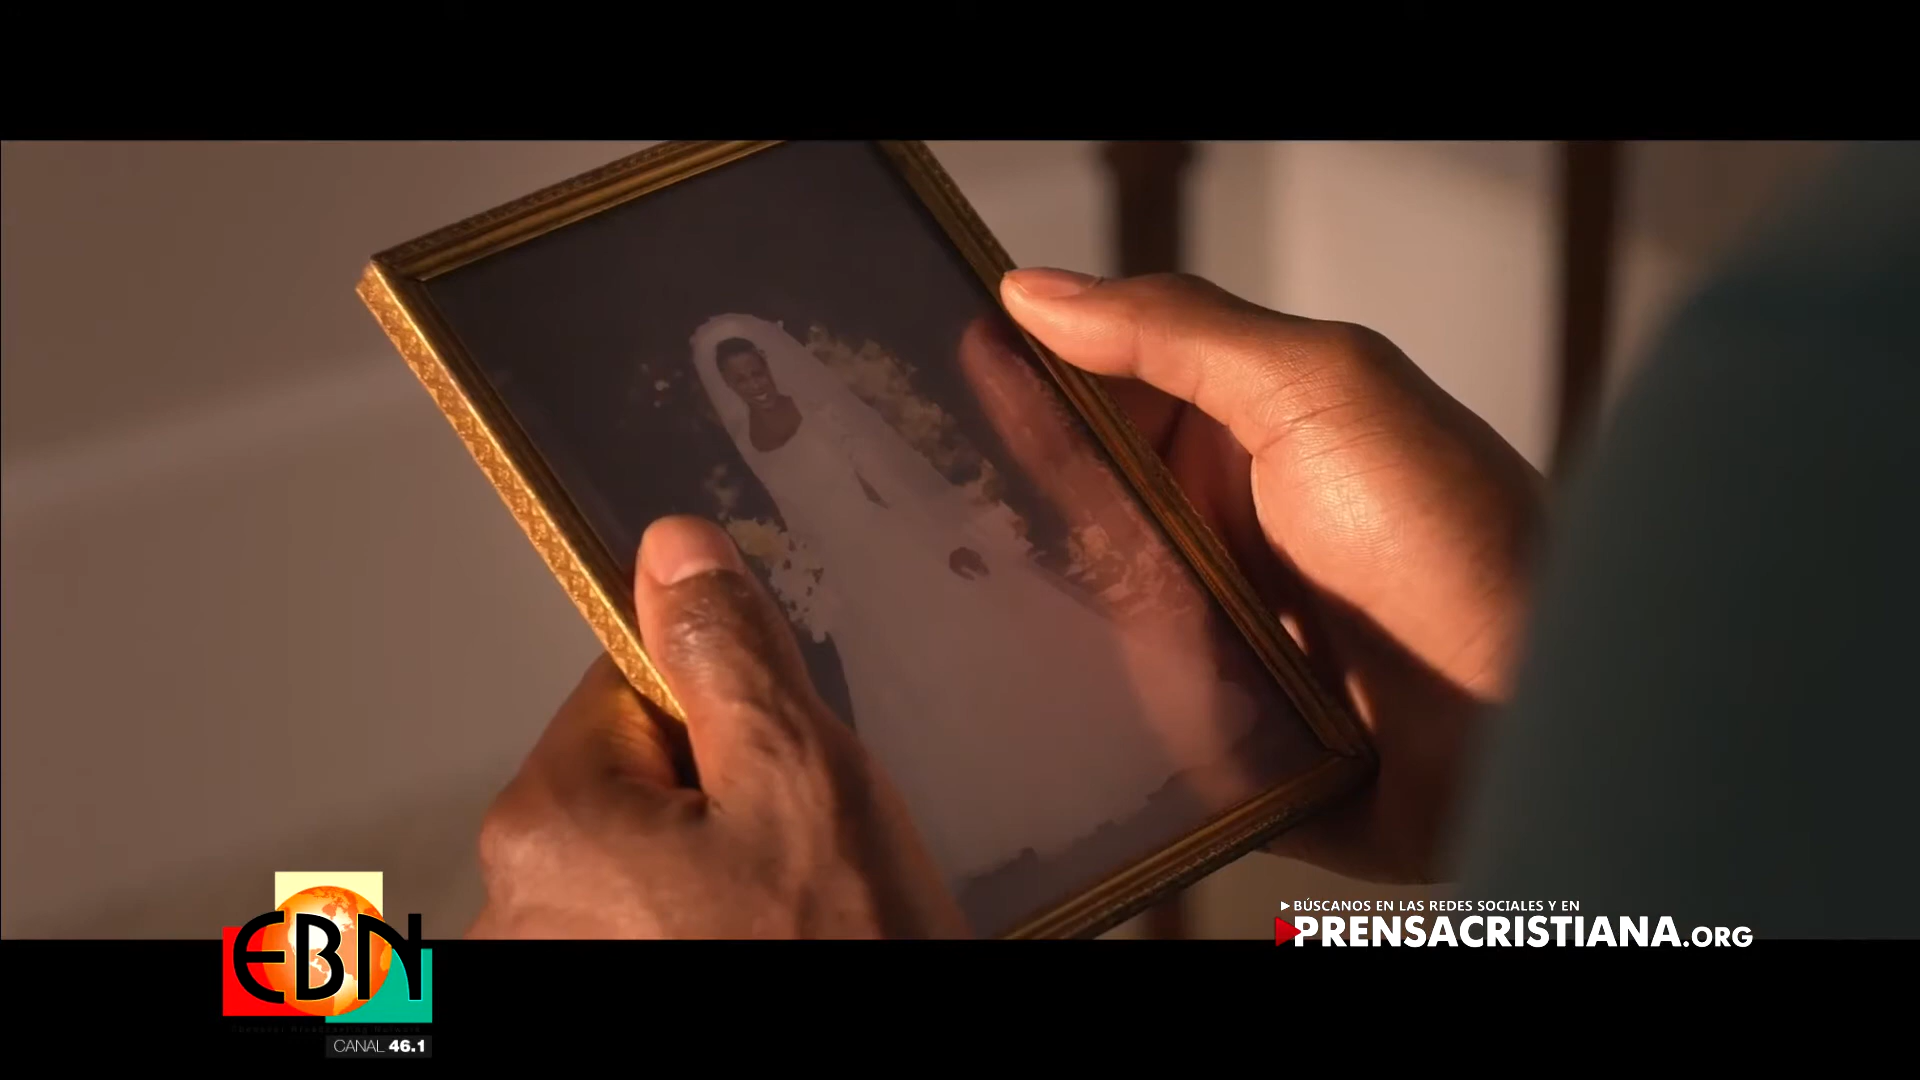 ▶ BÚSCANOS EN LAS REDES SOCIALES Y EN
PRENSACRISTIANA.ORG
EBN
CANAL 46.1